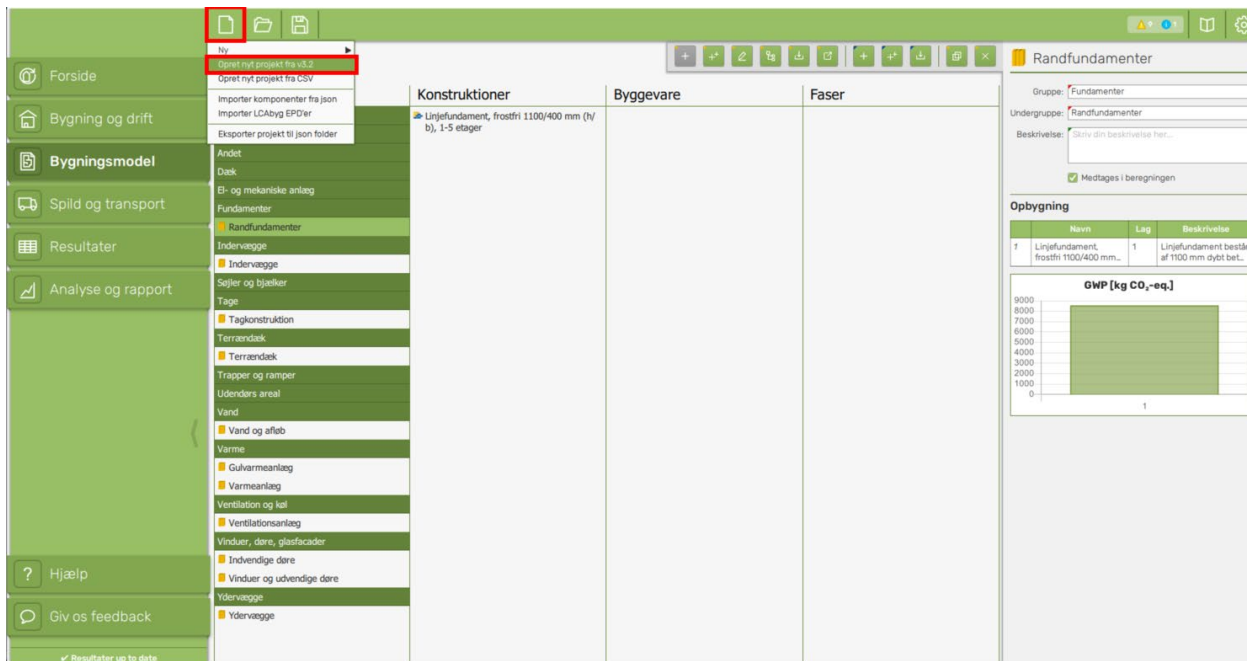 Forside
Bygning og drift
Bygningsmodel
Spild og transport
Resultater
Analyse og rapport
? Hjælp
Giv os feedback
✓ Resultater up to date
Ny
Opret nyt projekt fra v3.2
Opret nyt projekt fra CSV
Importer komponenter fra json
Importer LCAbyg EPD'er
Eksporter projekt til json folder
Andet
Dæk
El- og mekaniske anlæg
Fundamenter
Randfundamenter
Indervægge
Indervægge
Søjler og bjælker
Tage
Tagkonstruktion
Terrændæk
Terrændæk
Trapper og ramper
Udendørs areal
Vand
Vand og afløb
Varme
Gulvarmeanlæg
Varmeanlæg
Ventilation og køl
Ventilationsanlæg
Vinduer, døre, glasfacader
Indvendige døre
Vinduer og udvendige døre
Ydervægge
Ydervægge
Konstruktioner
Linjefundament, frostfri 1100/400 mm (h/
b), 1-5 etager
Byggevare
Faser
Randfundamenter
Gruppe: Fundamenter
Undergruppe: Randfundamenter
Beskrivelse: Skriv din beskrivelse her...
Medtages i beregningen
Opbygning
Navn Lag Beskrivelse
1 Linjefundament, 1 Linjefundament bestå
frostfri 1100/400 mm... af 1100 mm dybt bet...
GWP [kg CO₂-eq.]
9000
8000
7000
6000
5000
4000
3000
2000
1000
0
1